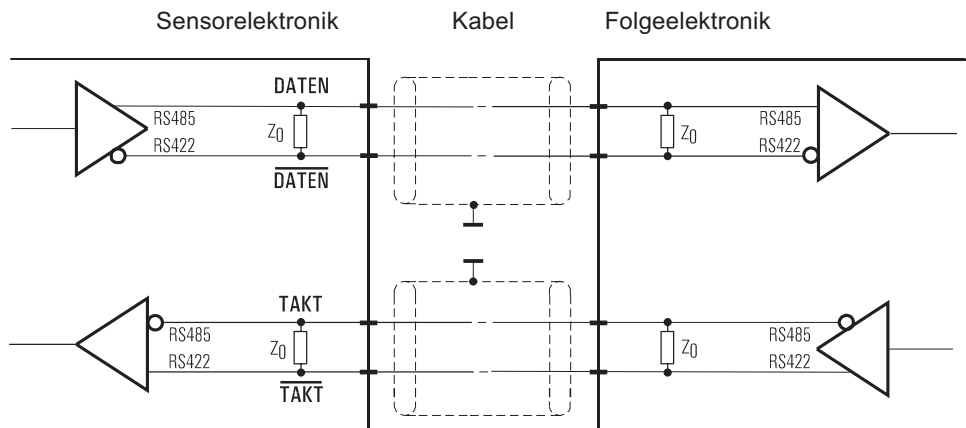 Sensorelektronik Kabel Folgeelektronik
DATEN
RS485 Z0 Z0 RS485
RS422 RS422
DATEN
TAKT
RS485 Z0 Z0 RS485
RS422 RS422
TAKT